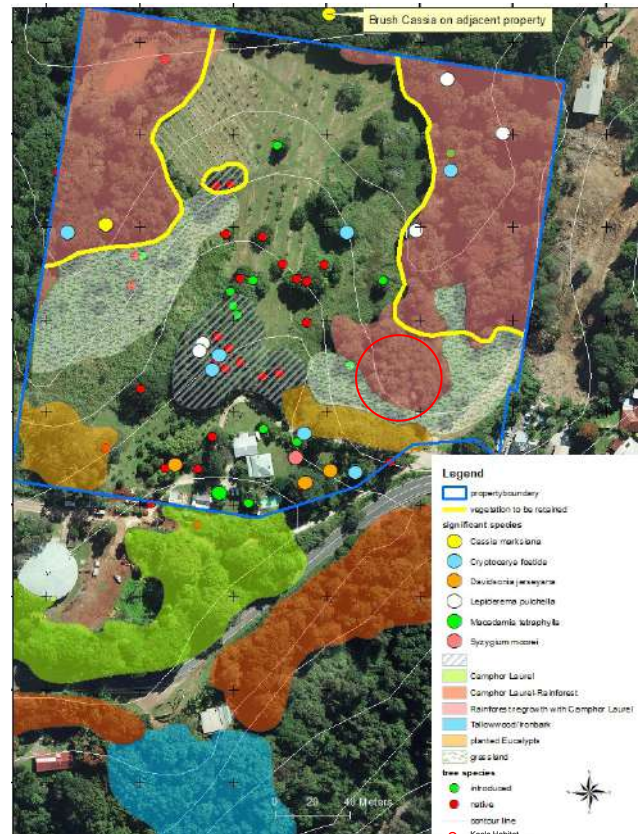 Brush Cassia on adjacent property
Legend
propertyboundary
vegetation to be retained
significant species
Cassia marksiana
Cryptocarya foetida
Davidsonia jerseyana
Lepiderema pulchella
Macadamia tetraphylla
Syzygium moorei
Camphor Laurel
Camphor Laurel-Rainforest
Rainforest regrowth with Camphor Laurel
Tallowwood/Ironbark
planted Eucalypts
grassland
tree species
introduced
native
contour line
Koala Habitat
0 20 40 Meters